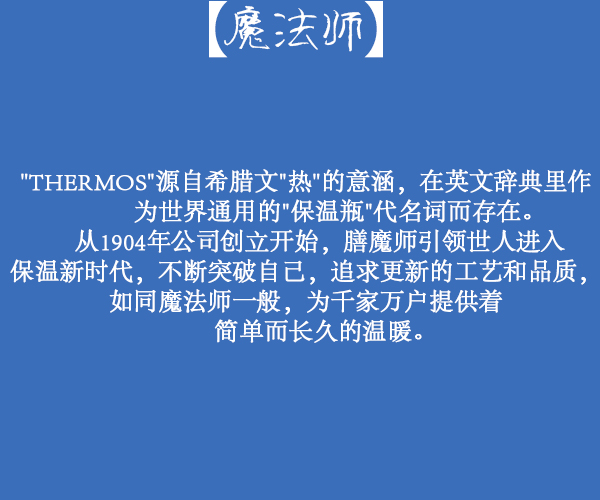 【魔法师】
"THERMOS"源自希腊文"热"的意涵，在英文辞典里作
为世界通用的"保温瓶"代名词而存在。
从1904年公司创立开始，膳魔师引领世人进入
保温新时代，不断突破自己，追求更新的工艺和品质，
如同魔法师一般，为千家万户提供着
简单而长久的温暖。